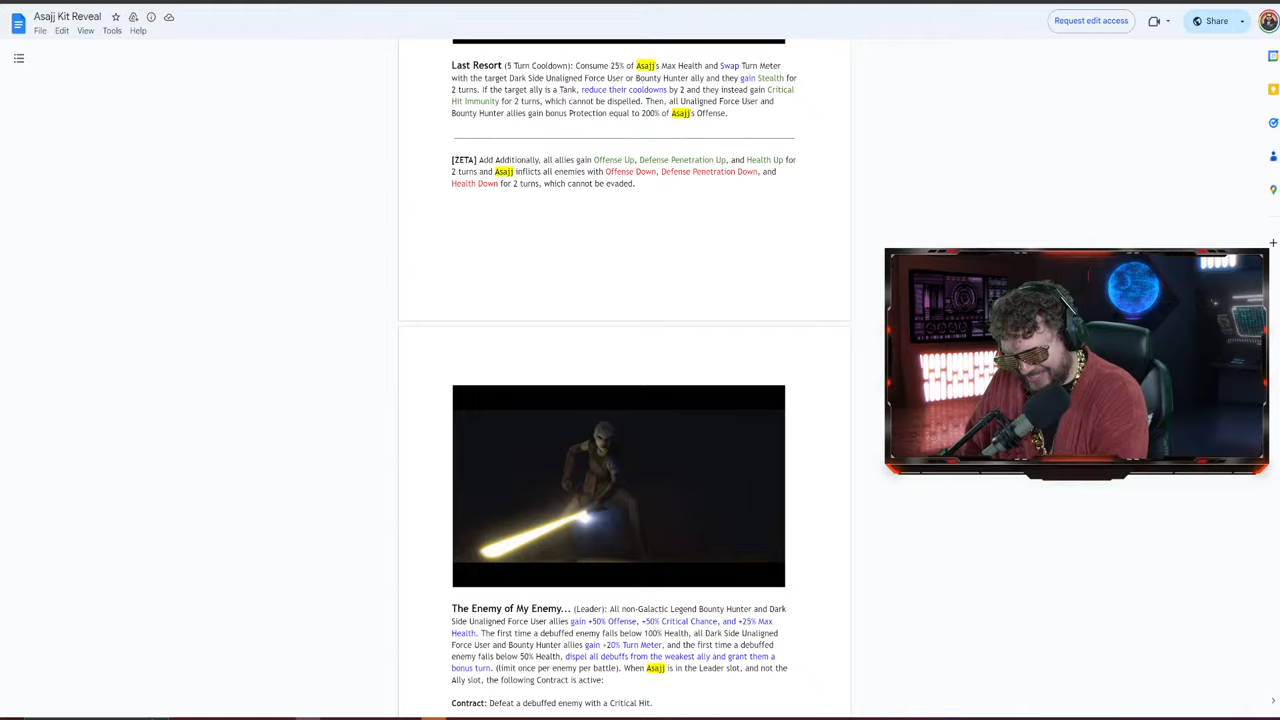 Asajj Kit Reveal
File Edit View Tools Help
Request edit access
Share
Last Resort (5 Turn Cooldown): Consume 25% of Asajj's Max Health and Swap Turn Meter
with the target Dark Side Unaligned Force User or Bounty Hunter ally and they gain Stealth for
2 turns. If the target ally is a Tank, reduce their cooldowns by 2 and they instead gain Critical
Hit Immunity for 2 turns, which cannot be dispelled. Then, all Unaligned Force User and
Bounty Hunter allies gain bonus Protection equal to 200% of Asajj's Offense.
[ZETA] Add Additionally, all allies gain Offense Up, Defense Penetration Up, and Health Up for
2 turns and Asajj inflicts all enemies with Offense Down, Defense Penetration Down, and
Health Down for 2 turns, which cannot be evaded.
The Enemy of My Enemy... (Leader): All non-Galactic Legend Bounty Hunter and Dark
Side Unaligned Force User allies gain +50% Offense, +50% Critical Chance, and +25% Max
Health. The first time a debuffed enemy falls below 100% Health, all Dark Side Unaligned
Force User and Bounty Hunter allies gain +20% Turn Meter, and the first time a debuffed
enemy falls below 50% Health, dispel all debuffs from the weakest ally and grant them a
bonus turn. (limit once per enemy per battle). When Asajj is in the Leader slot, and not the
Ally slot, the following Contract is active:
Contract: Defeat a debuffed enemy with a Critical Hit.